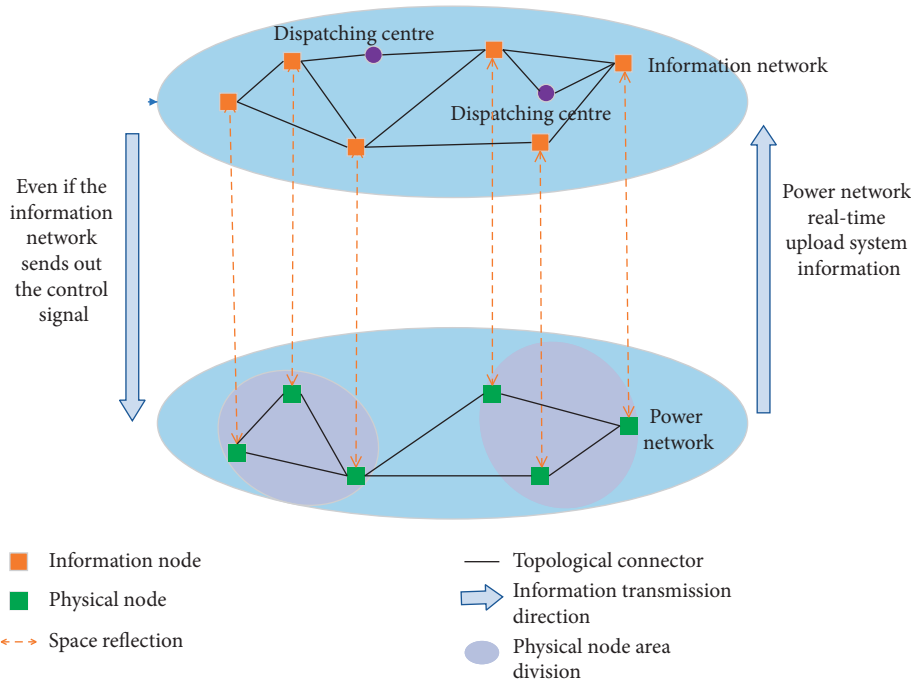 Dispatching centre
Information network
Dispatching centre
Even if the
information
network
sends out
the control
signal
Power network
real-time
upload system
information
Power
network
Information node
Physical node
Space reflection
Topological connector
Information transmission
direction
Physical node area
division